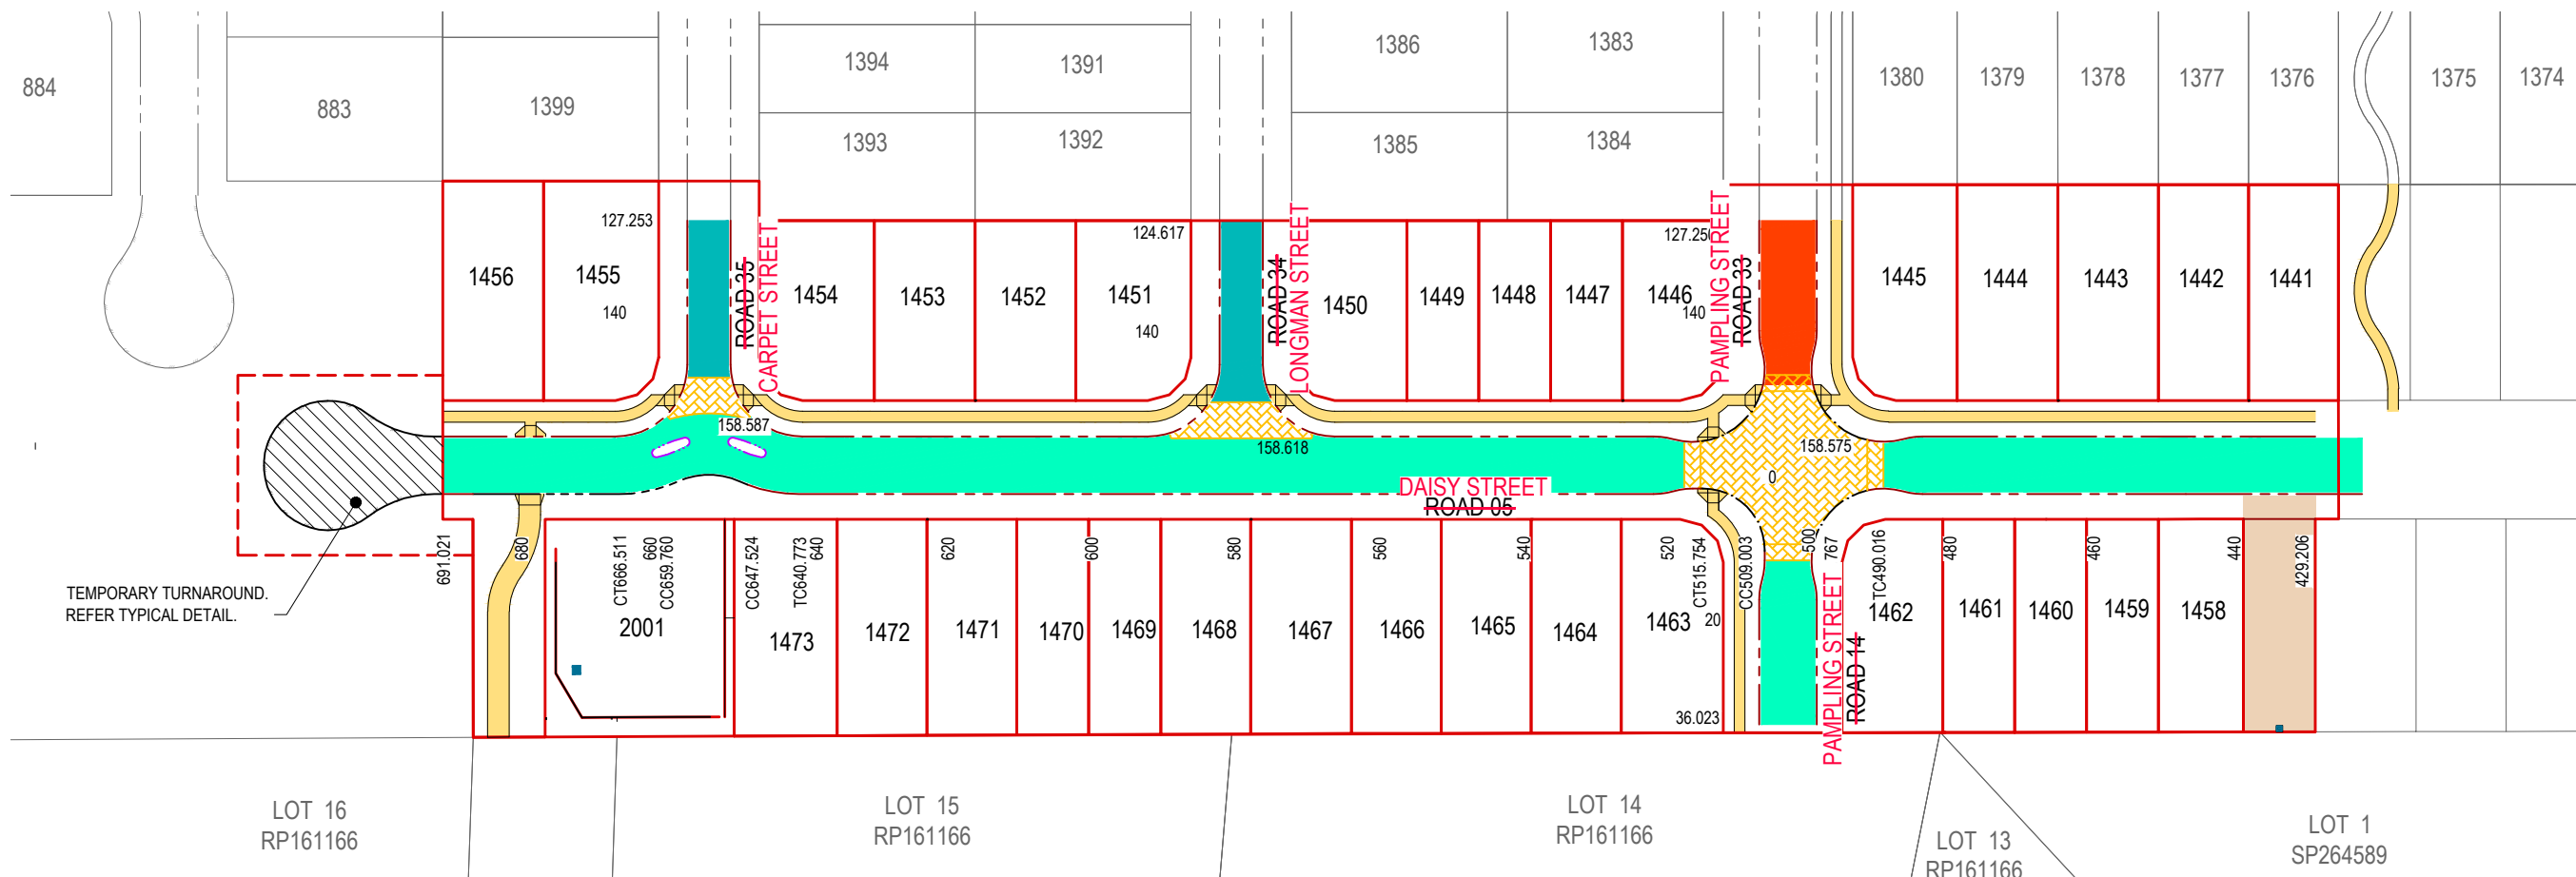 884
883
1399
1394
1391
1386
1383
1380
1379
1378
1377
1376
1375
1374
1393
1392
1385
1384
127.253
124.617
127.250
1456
1455
140
ROAD 35
CARPET STREET
1454
1453
1452
1451
140
ROAD 34
LONGMAN STREET
1450
1449
1448
1447
1446
140
PAMPLING STREET
ROAD 33
1445
1444
1443
1442
1441
158.587
158.618
158.575
0
DAISY STREET
ROAD 05
691.021
680
CT666.511
660
CC659.760
CC647.524
TC640.773
640
620
600
580
560
540
520
CT515.754
CC509.003
500
767
TC490.016
480
460
440
429.206
TEMPORARY TURNAROUND.
REFER TYPICAL DETAIL.
2001
1473
1472
1471
1470
1469
1468
1467
1466
1465
1464
1463
20
36.023
PAMPLING STREET
ROAD 14
1462
1461
1460
1459
1458
LOT 16
RP161166
LOT 15
RP161166
LOT 14
RP161166
LOT 13
RP161166
LOT 1
SP264589